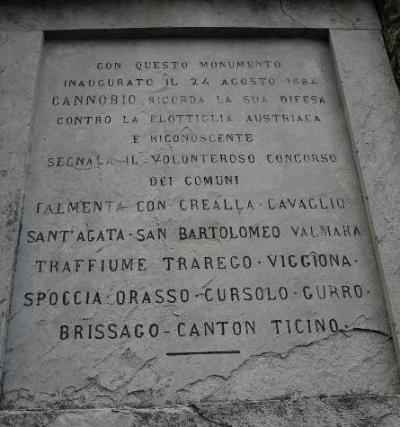 CON QUESTO MONUMENTO
INAUGURATO IL 24 AGOSTO 1884
CANNOBIO RICORDA LA SUA DIFESA
CONTRO LA FLOTTIGLIA AUSTRIACA
E RICONOSCENTE
SEGNALA IL VOLONTEROSO CONCORSO
DEI COMUNI
FALMENTA CON CREALLA · CAVAGLIO ·
SANT'AGATA · SAN BARTOLOMEO VALMARA
TRAFFIUME TRAREGO · VIGGIONA ·
SPOCCIA · ORASSO - CURSOLO · GURRO ·
BRISSAGO - CANTON TICINO ·